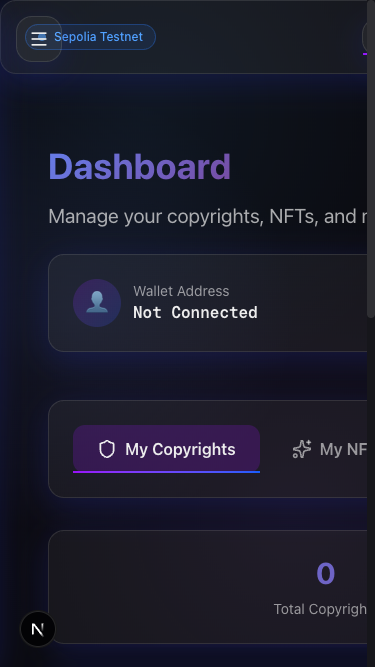 Sepolia Testnet
Dashboard
Manage your copyrights, NFTs, and r
Wallet Address
Not Connected
My Copyrights
My NF
0
Total Copyrigh
N